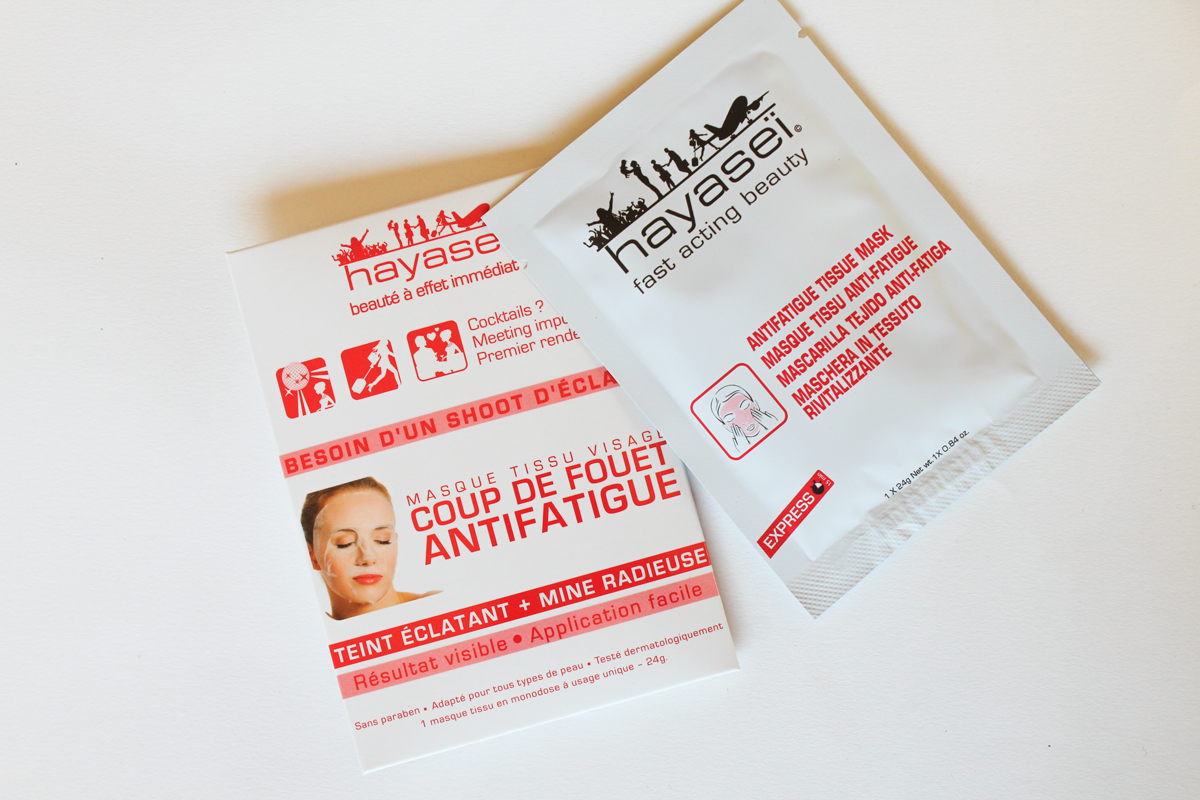 hayase
beauté à effet immédiat
Cocktails ?
Meeting
Premier
BESOIN D'UN SHOOT D'ÉCLA
MASQUE TISSU VISAGE
COUP DE FOUET
ANTIFATIGUE
TEINT ÉCLATANT + MINE RADIEUSE
Résultat visible • Application facile
Sans paraben • Adapté pour tous types de peau • Testé dermatologiquement
1 masque tissu en monodose à usage unique - 24g.
hayaseï©
fast acting beauty
ANTIFATIGUE TISSUE MASK
MASQUE TISSU ANTI-FATIGUE
MASCARILLA TEJIDO ANTI-FATIGA
MASCHERA IN TESSUTO
RIVITALIZZANTE
EXPRESS
1 X 24g Net wt. 1X 0.84 oz.